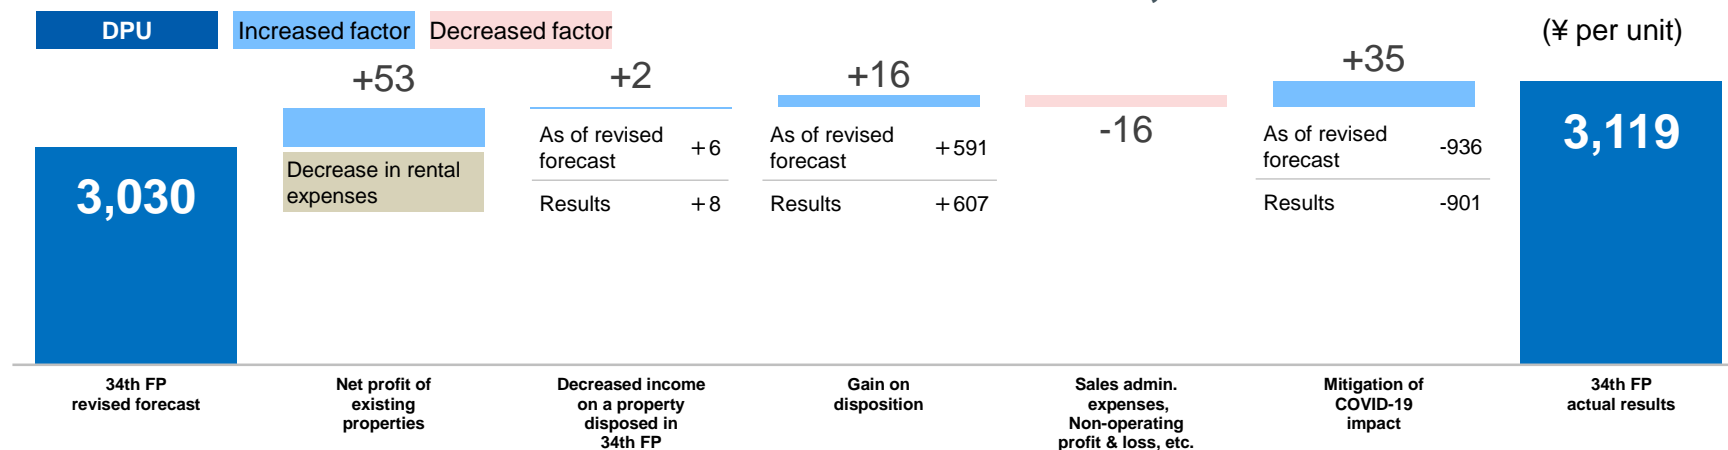 DPU
Increased factor
Decreased factor
(¥ per unit)
3,030
+53
Decrease in rental
expenses
+2
As of revised
forecast
+6
Results
+8
+16
As of revised
forecast
+591
Results
+607
-16
+35
As of revised
forecast
-936
Results
-901
3,119
34th FP
revised forecast
Net profit of
existing
properties
Decreased income
on a property
disposed in
34th FP
Gain on
disposition
Sales admin.
expenses,
Non-operating
profit & loss, etc.
Mitigation of
COVID-19
impact
34th FP
actual results